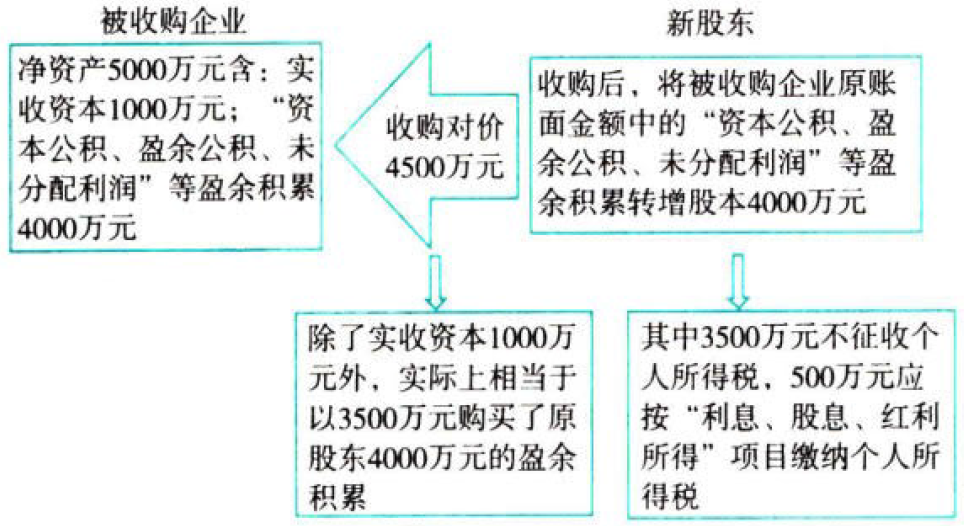 被收购企业
净资产5000万元含：实
收资本1000万元；“资
本公积、盈余公积、未
分配利润”等盈余积累
4000万元
收购对价
4500万元
新股东
收购后，将被收购企业原账
面金额中的“资本公积、盈
余公积、未分配利润”等盈
余积累转增股本4000万元
除了实收资本1000万
元外，实际上相当于
以3500万元购买了原
股东4000万元的盈余
积累
其中3500万元不征收个
人所得税，500万元应
按“利息、股息、红利
所得”项目缴纳个人所
得税